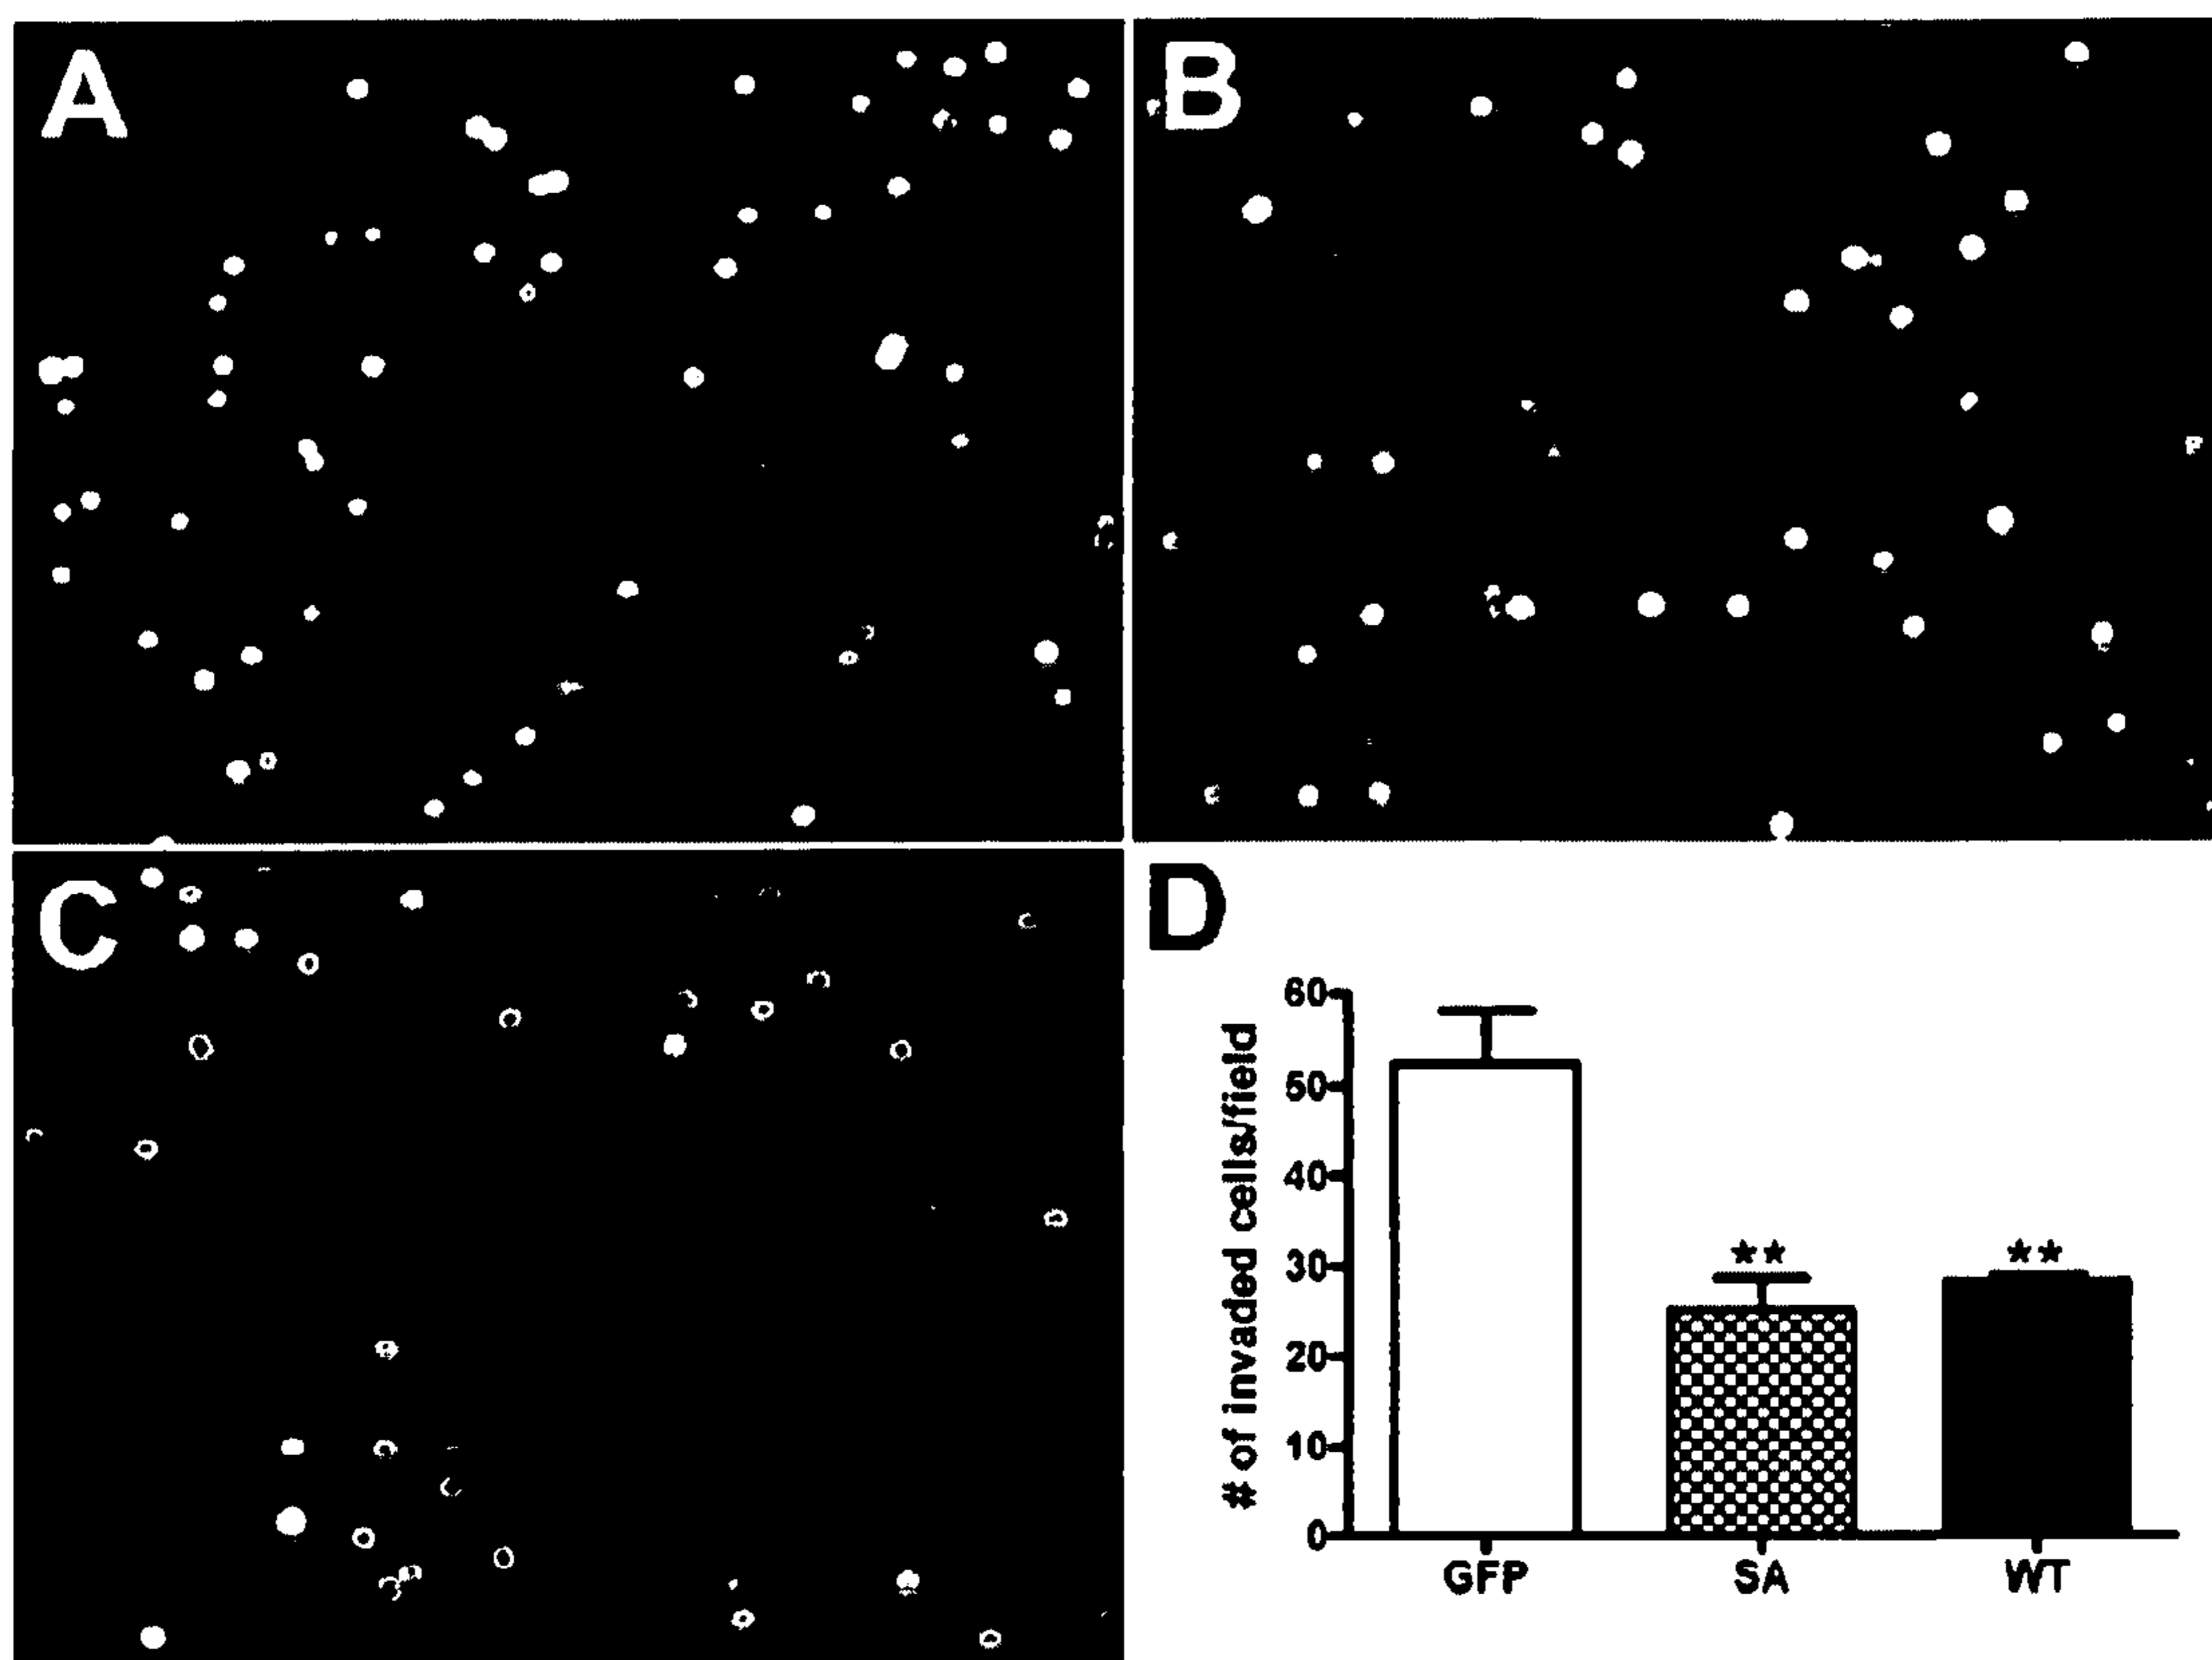 A
B
C
D
# of invaded cells/field
60
50
40
30
20
10
0
**
**
GFP
SA
WT